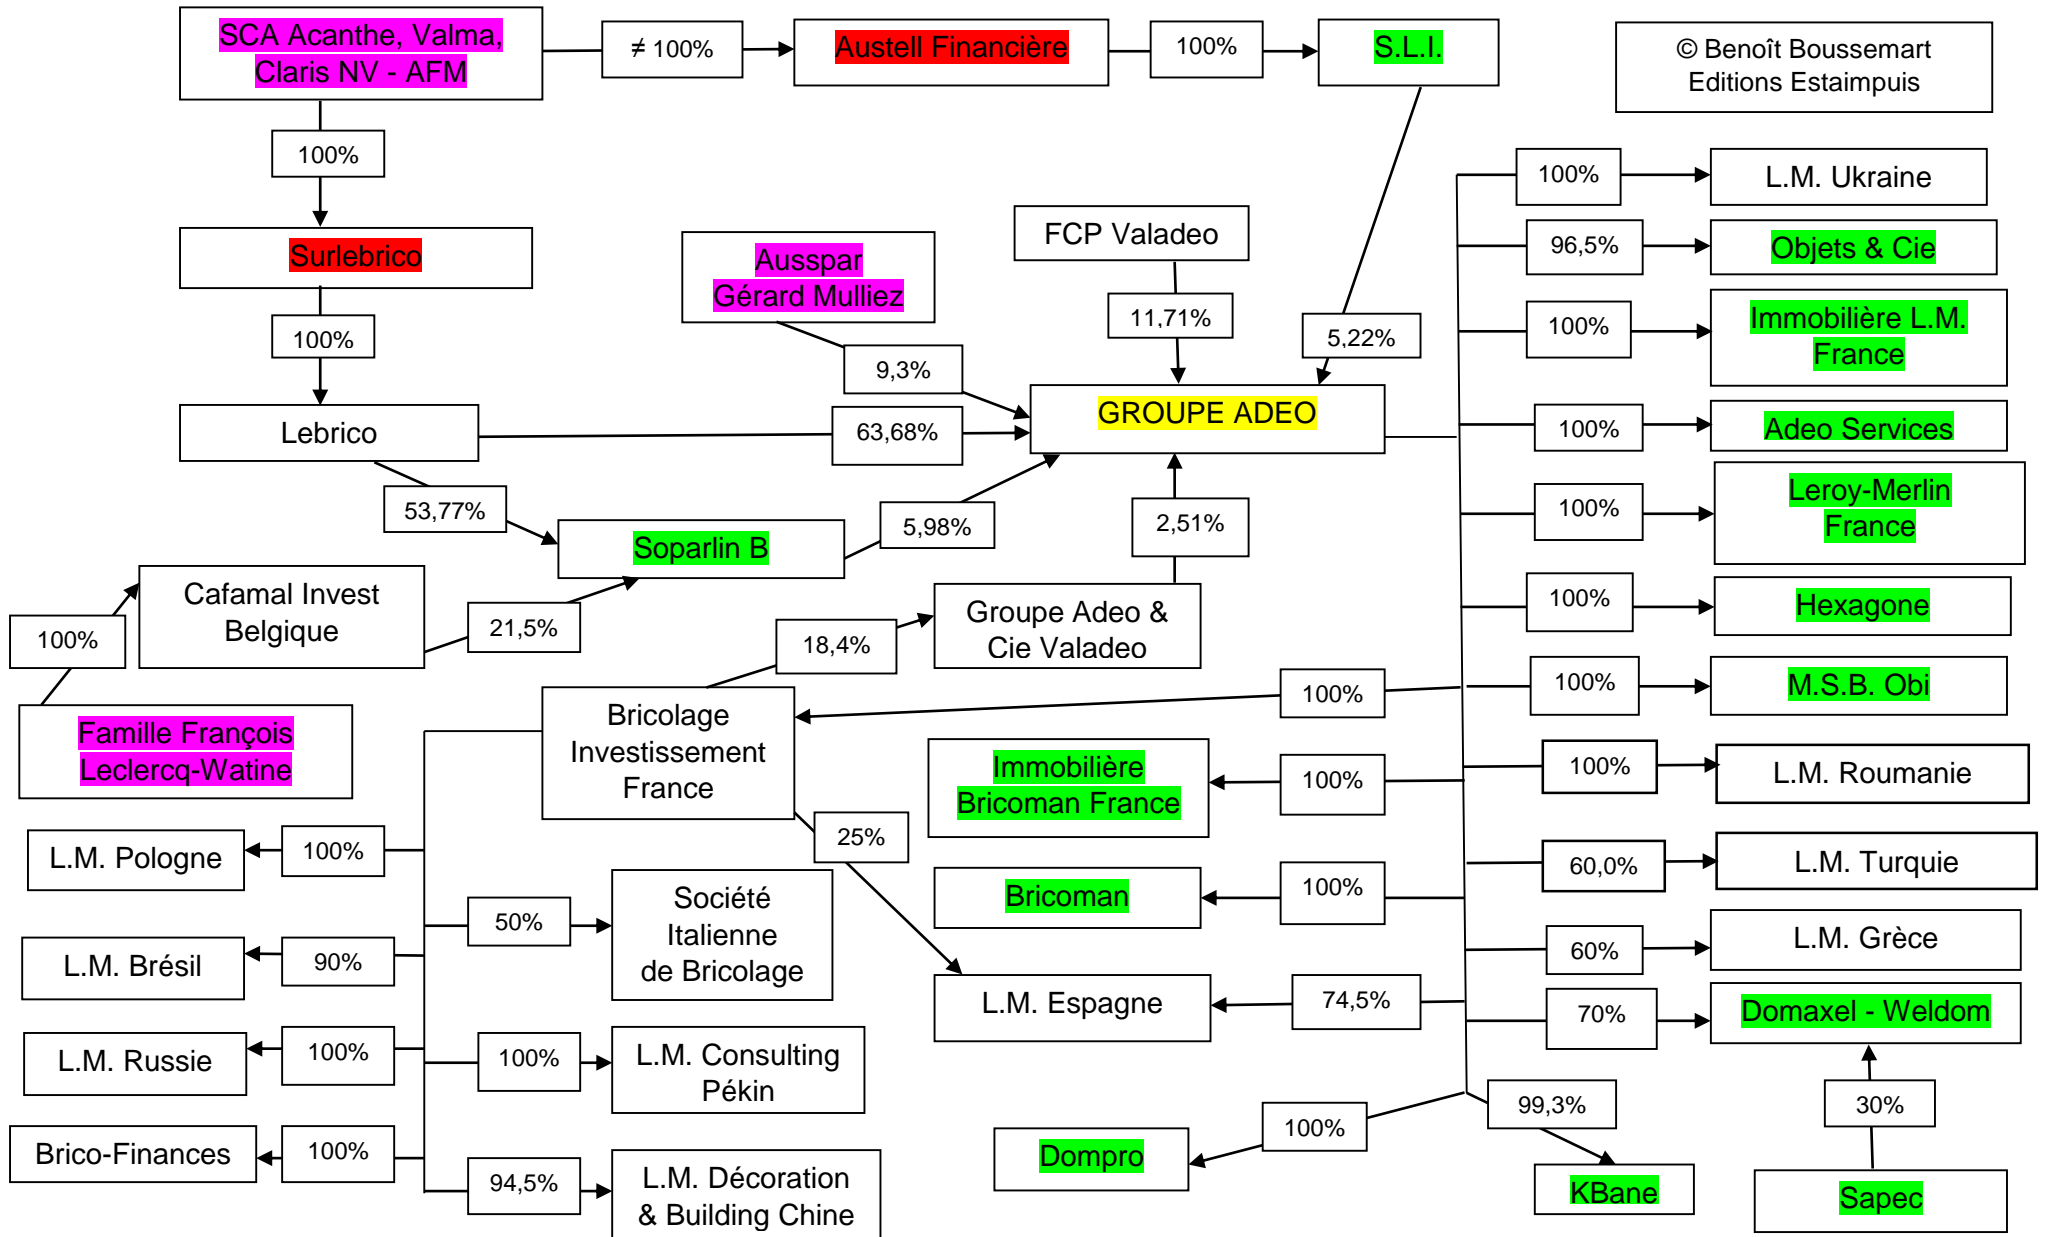 SCA Acanthe, Valma,
Claris NV - AFM
≠ 100%
Austell Financière
100%
S.L.I.
© Benoît Boussemart
Editions Estaimpuis
100%
100%
L.M. Ukraine
Surlebrico
Ausspar
Gérard Mulliez
FCP Valadeo
96,5%
Objets & Cie
100%
11,71%
5,22%
100%
Immobilière L.M.
France
9,3%
Lebrico
63,68%
GROUPE ADEO
100%
Adeo Services
53,77%
Soparlin B
5,98%
2,51%
100%
Leroy-Merlin
France
Cafamal Invest
Belgique
100%
21,5%
18,4%
Groupe Adeo &
Cie Valadeo
100%
Hexagone
Famille François
Leclercq-Watine
Bricolage
Investissement
France
100%
100%
M.S.B. Obi
Immobilière
Bricoman France
100%
100%
L.M. Roumanie
L.M. Pologne
100%
25%
60,0%
L.M. Turquie
50%
Société
Italienne
de Bricolage
Bricoman
100%
L.M. Brésil
90%
60%
L.M. Grèce
L.M. Espagne
74,5%
70%
Domaxel - Weldom
L.M. Russie
100%
100%
L.M. Consulting
Pékin
Brico-Finances
100%
94,5%
L.M. Décoration
& Building Chine
Dompro
100%
99,3%
KBane
30%
Sapec